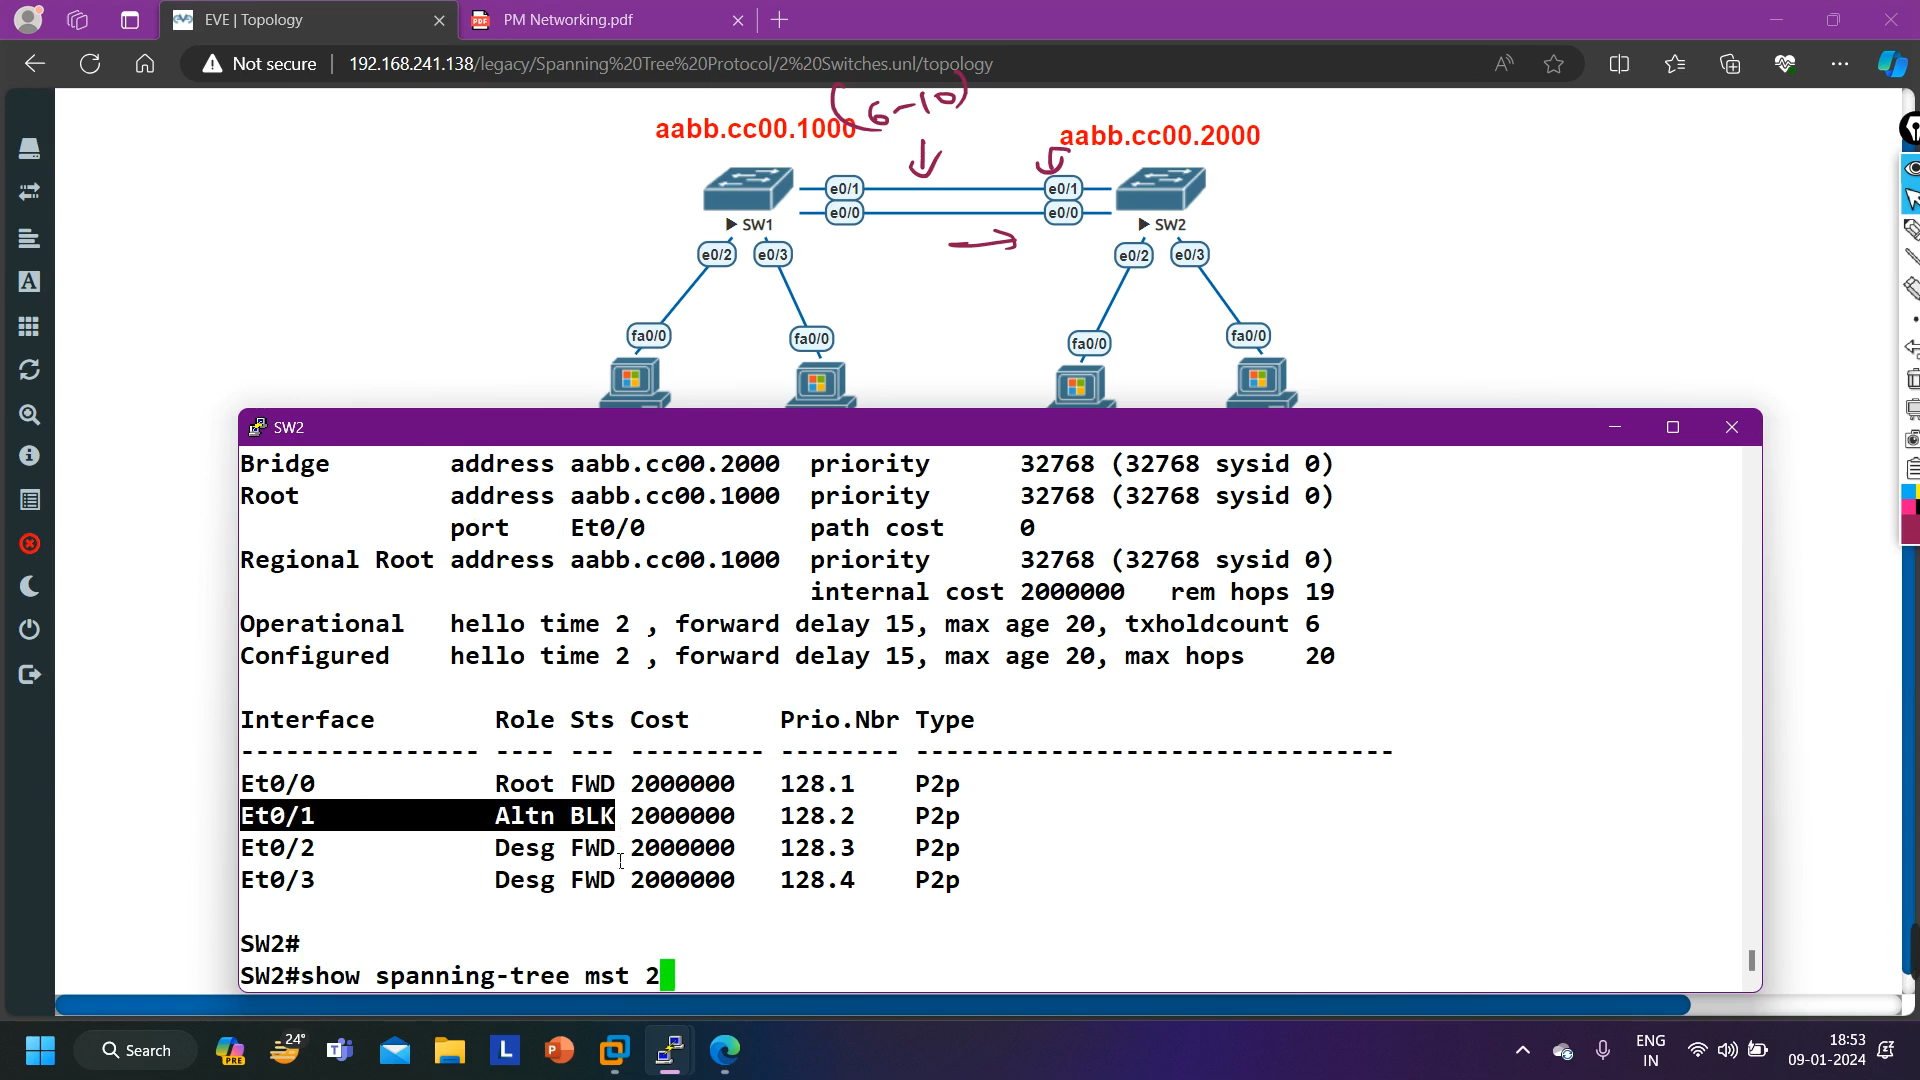 EVE | Topology
PM Networking.pdf
Not secure
192.168.241.138/legacy/Spanning%20Tree%20Protocol/2%20Switches.unl/topology
(6-10)
aabb.cc00.1000
aabb.cc00.2000
e0/1
e0/1
e0/0
e0/0
SW1
SW2
e0/2
e0/3
e0/2
e0/3
fa0/0
fa0/0
fa0/0
fa0/0
SW2
Bridge address aabb.cc00.2000 priority 32768 (32768 sysid 0)
Root address aabb.cc00.1000 priority 32768 (32768 sysid 0)
port Et0/0 path cost 0
Regional Root address aabb.cc00.1000 priority 32768 (32768 sysid 0)
internal cost 2000000 rem hops 19
Operational hello time 2 , forward delay 15, max age 20, txholdcount 6
Configured hello time 2 , forward delay 15, max age 20, max hops 20
Interface Role Sts Cost Prio.Nbr Type
---------------- ---- --- --------- -------- --------------------------------
Et0/0 Root FWD 2000000 128.1 P2p
Et0/1 Altn BLK 2000000 128.2 P2p
Et0/2 Desg FWD 2000000 128.3 P2p
Et0/3 Desg FWD 2000000 128.4 P2p
SW2#
SW2#show spanning-tree mst 2
Search
PRE
24°
L
P
ENG
IN
18:53
09-01-2024